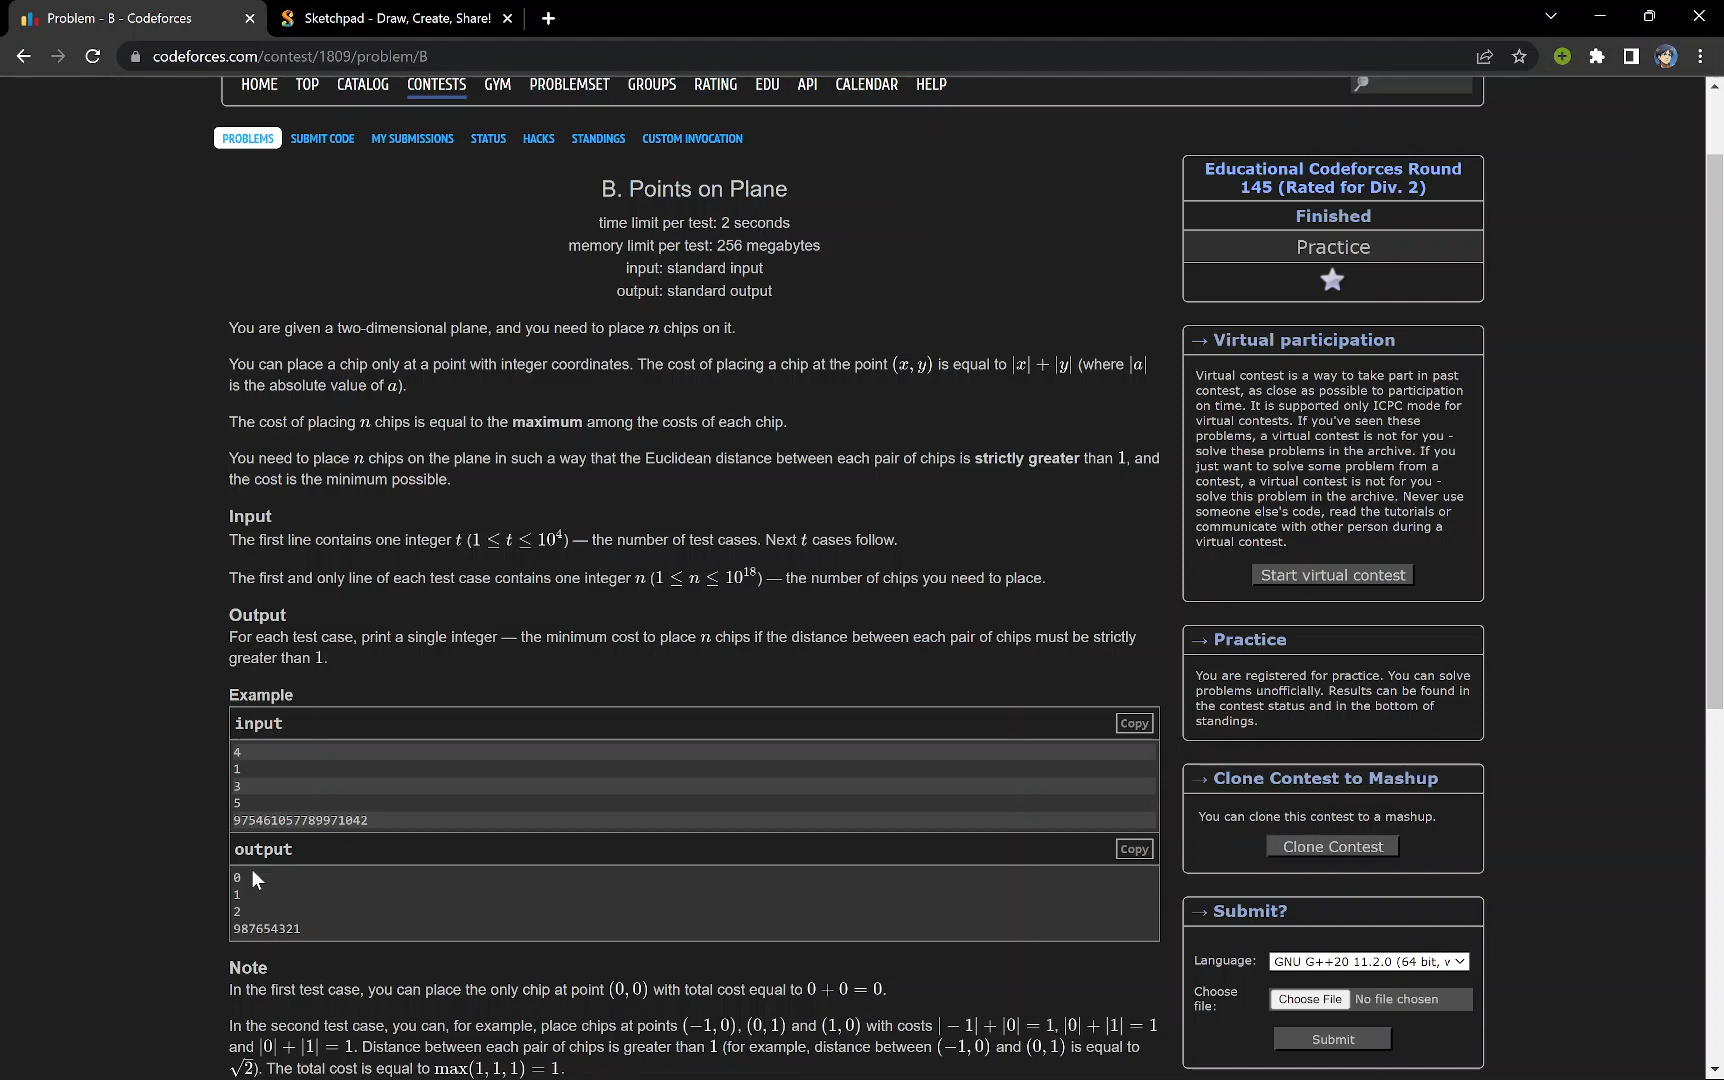 Problem - B - Codeforces
Sketchpad - Draw, Create, Share!
codeforces.com/contest/1809/problem/B
HOME TOP CATALOG CONTESTS GYM PROBLEMSET GROUPS RATING EDU API CALENDAR HELP
PROBLEMS SUBMIT CODE MY SUBMISSIONS STATUS HACKS STANDINGS CUSTOM INVOCATION
B. Points on Plane
time limit per test: 2 seconds
memory limit per test: 256 megabytes
input: standard input
output: standard output
You are given a two-dimensional plane, and you need to place n chips on it.
You can place a chip only at a point with integer coordinates. The cost of placing a chip at the point (x, y) is equal to |x| + |y| (where |a|
is the absolute value of a).
The cost of placing n chips is equal to the maximum among the costs of each chip.
You need to place n chips on the plane in such a way that the Euclidean distance between each pair of chips is strictly greater than 1, and
the cost is the minimum possible.
Input
The first line contains one integer t (1 ≤ t ≤ 10⁴) — the number of test cases. Next t cases follow.
The first and only line of each test case contains one integer n (1 ≤ n ≤ 10¹⁸) — the number of chips you need to place.
Output
For each test case, print a single integer — the minimum cost to place n chips if the distance between each pair of chips must be strictly
greater than 1.
Example
input
Copy
4
1
3
5
975461057789971042
output
Copy
0
1
2
987654321
Note
In the first test case, you can place the only chip at point (0, 0) with total cost equal to 0 + 0 = 0.
In the second test case, you can, for example, place chips at points (−1, 0), (0, 1) and (1, 0) with costs | − 1| + |0| = 1, |0| + |1| = 1
and |0| + |1| = 1. Distance between each pair of chips is greater than 1 (for example, distance between (−1, 0) and (0, 1) is equal to
√2). The total cost is equal to max(1, 1, 1) = 1.
Educational Codeforces Round
145 (Rated for Div. 2)
Finished
Practice
→ Virtual participation
Virtual contest is a way to take part in past
contest, as close as possible to participation
on time. It is supported only ICPC mode for
virtual contests. If you've seen these
problems, a virtual contest is not for you -
solve these problems in the archive. If you
just want to solve some problem from a
contest, a virtual contest is not for you -
solve this problem in the archive. Never use
someone else's code, read the tutorials or
communicate with other person during a
virtual contest.
Start virtual contest
→ Practice
You are registered for practice. You can solve
problems unofficially. Results can be found in
the contest status and in the bottom of
standings.
→ Clone Contest to Mashup
You can clone this contest to a mashup.
Clone Contest
→ Submit?
Language: GNU G++20 11.2.0 (64 bit, v
Choose
file:
Choose File No file chosen
Submit